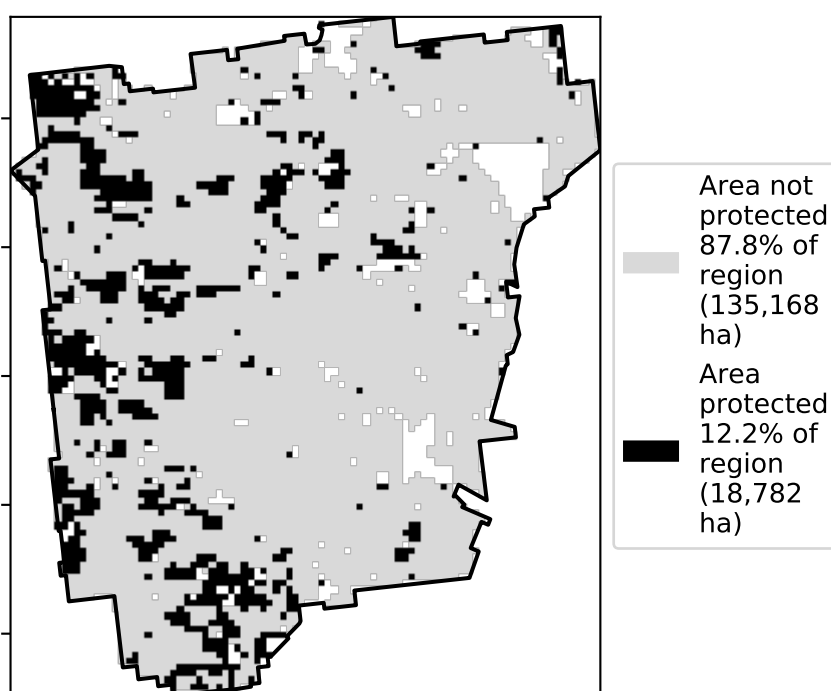 Area not
protected
87.8% of
region
(135,168
ha)
Area
protected
12.2% of
region
(18,782
ha)